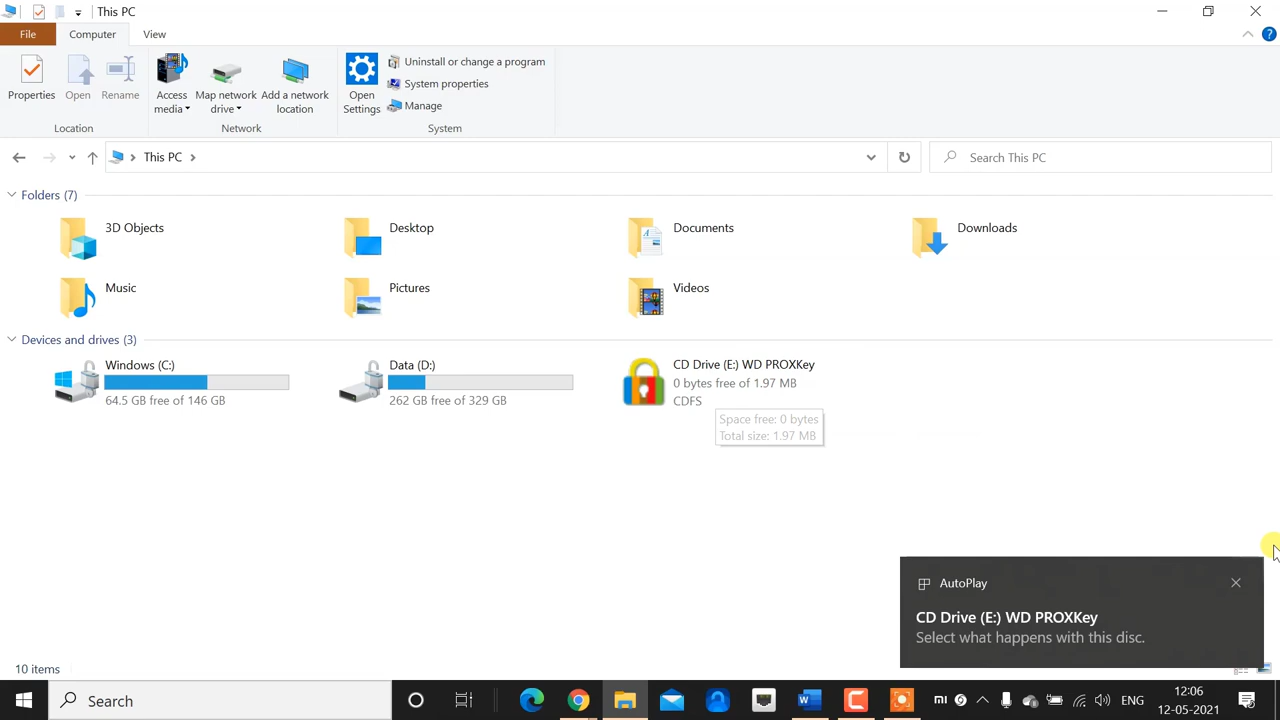 This PC
File Computer View
Properties Open Rename Access media Map network drive Add a network location Open Settings Uninstall or change a program
System properties
Manage
Location Network System
This PC Search This PC
Folders (7)
3D Objects Desktop Documents Downloads
Music Pictures Videos
Devices and drives (3)
Windows (C:) Data (D:) CD Drive (E:) WD PROXKey
0 bytes free of 1.97 MB
64.5 GB free of 146 GB 262 GB free of 329 GB CDFS
Space free: 0 bytes
Total size: 1.97 MB
AutoPlay
CD Drive (E:) WD PROXKey
Select what happens with this disc.
10 items
Search ENG 12:06
12-05-2021